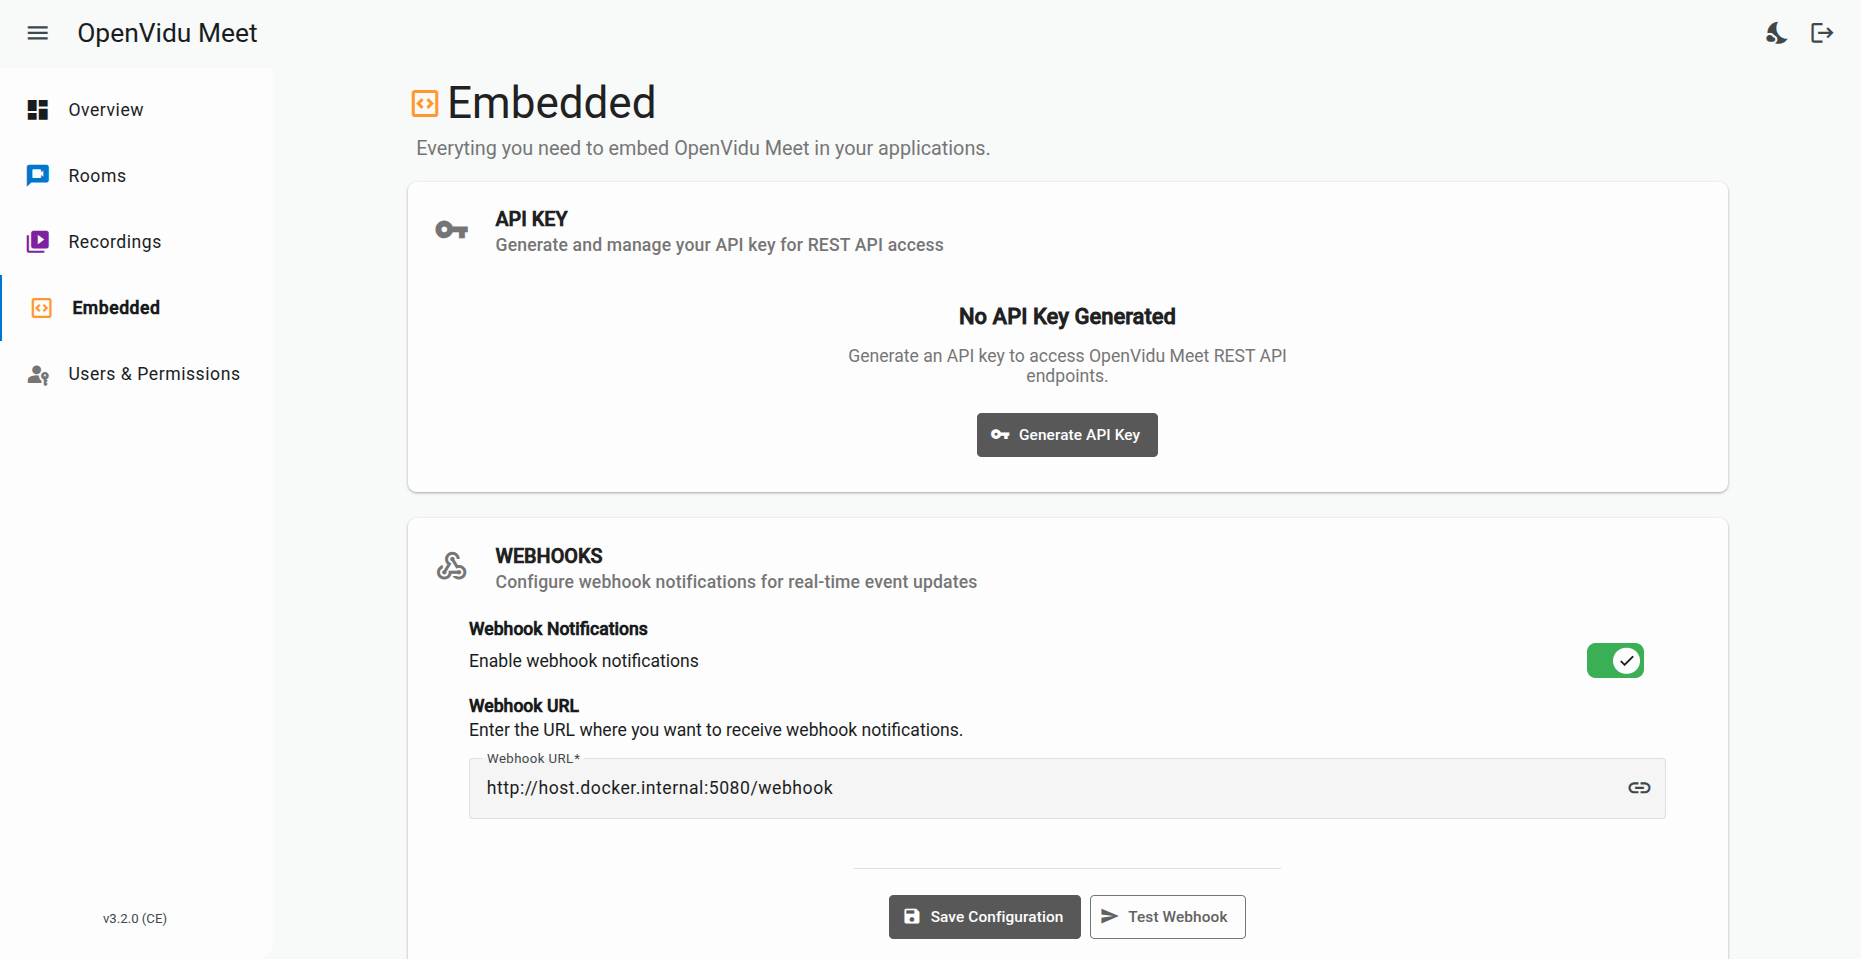 OpenVidu Meet
Overview
Rooms
Recordings
Embedded
Users & Permissions
v3.2.0 (CE)
Embedded
Everyting you need to embed OpenVidu Meet in your applications.
API KEY
Generate and manage your API key for REST API access
No API Key Generated
Generate an API key to access OpenVidu Meet REST API
endpoints.
Generate API Key
WEBHOOKS
Configure webhook notifications for real-time event updates
Webhook Notifications
Enable webhook notifications
Webhook URL
Enter the URL where you want to receive webhook notifications.
Webhook URL*
http://host.docker.internal:5080/webhook
Save Configuration
Test Webhook